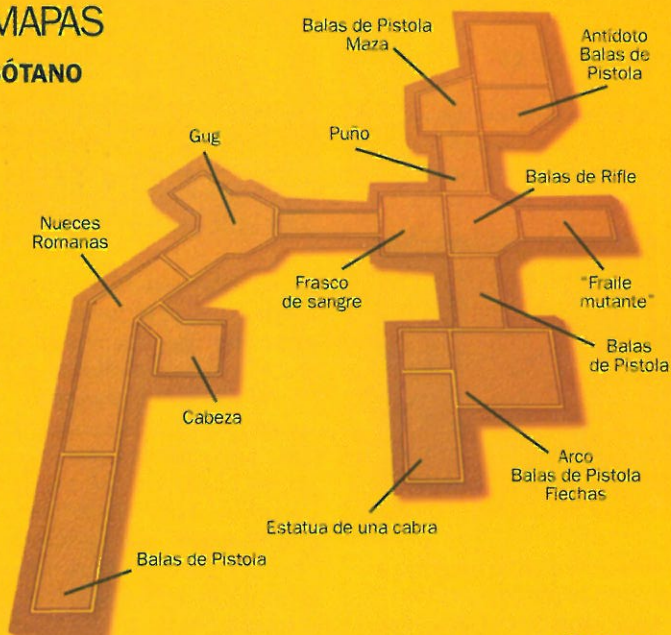 MAPAS
SÓTANO
Balas de Pistola
Maza
Antídoto
Balas de
Pistola
Gug
Puño
Balas de Rifle
Nueces
Romanas
Frasco
de sangre
"Fraile
mutante"
Balas
de Pistola
Cabeza
Arco
Balas de Pistola
Flechas
Estatua de una cabra
Balas de Pistola